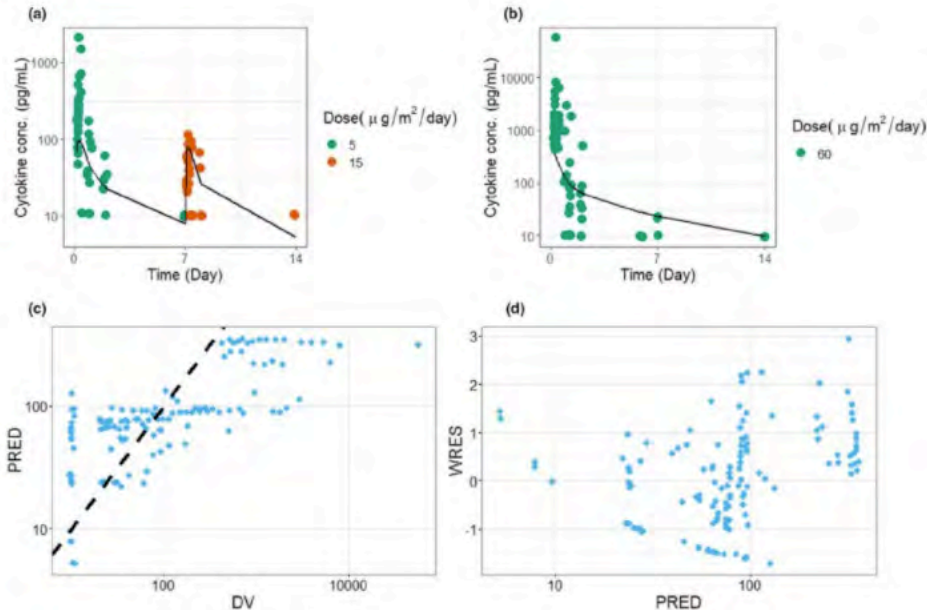 (a)
Cytokine conc. (pg/mL)
1000
100
10
0
7
14
Time (Day)
Dose( μ g/m²/day)
5
15
(b)
Cytokine conc. (pg/mL)
10000
1000
100
10
0
7
14
Time (Day)
Dose( μ g/m²/day)
60
(c)
PRED
100
10
100
10000
DV
(d)
WRES
3
2
1
0
-1
10
100
PRED